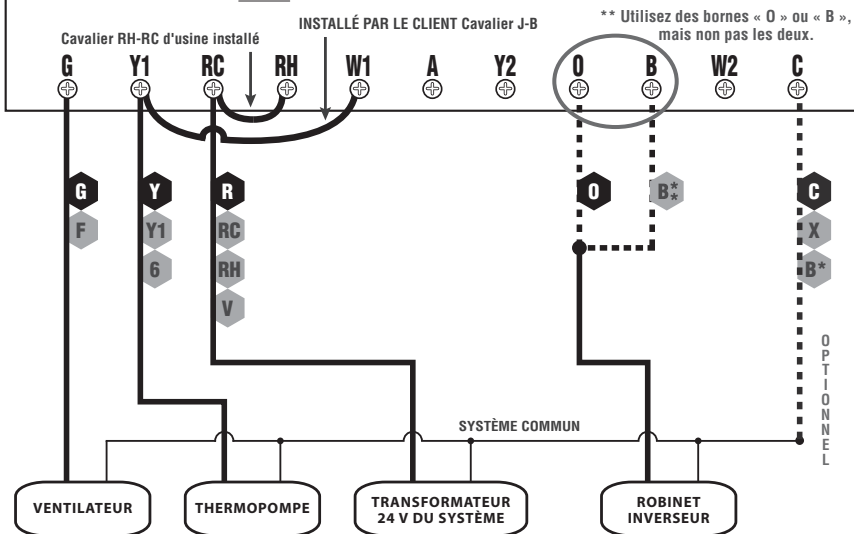 INSTALLÉ PAR LE CLIENT Cavalier J-B
** Utilisez des bornes « O » ou « B »,
mais non pas les deux.
Cavalier RH-RC d'usine installé
G Y1 RC RH W1 A Y2 O B W2 C
G Y R O B** C
F Y1 RC X
6 RH B*
V
OPTIONNEL
SYSTÈME COMMUN
VENTILATEUR
THERMOPOMPE
TRANSFORMATEUR
24 V DU SYSTÈME
ROBINET
INVERSEUR